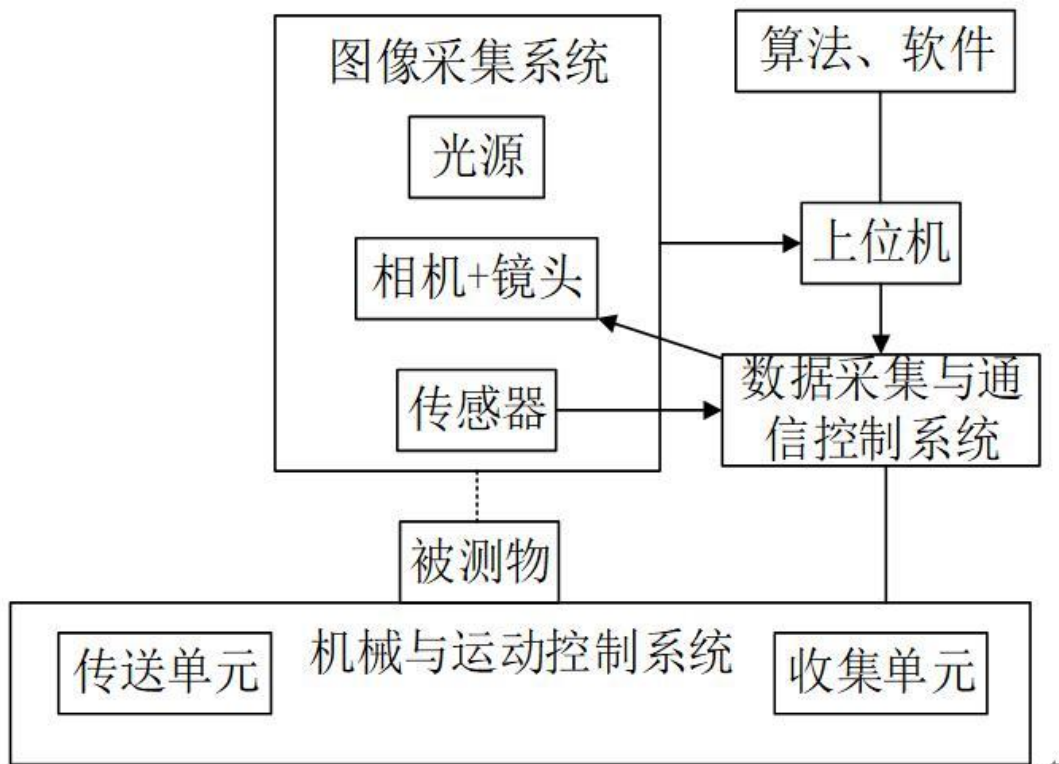 图像采集系统
算法、软件
光源
上位机
相机+镜头
数据采集与通
信控制系统
传感器
被测物
机械与运动控制系统
传送单元
收集单元